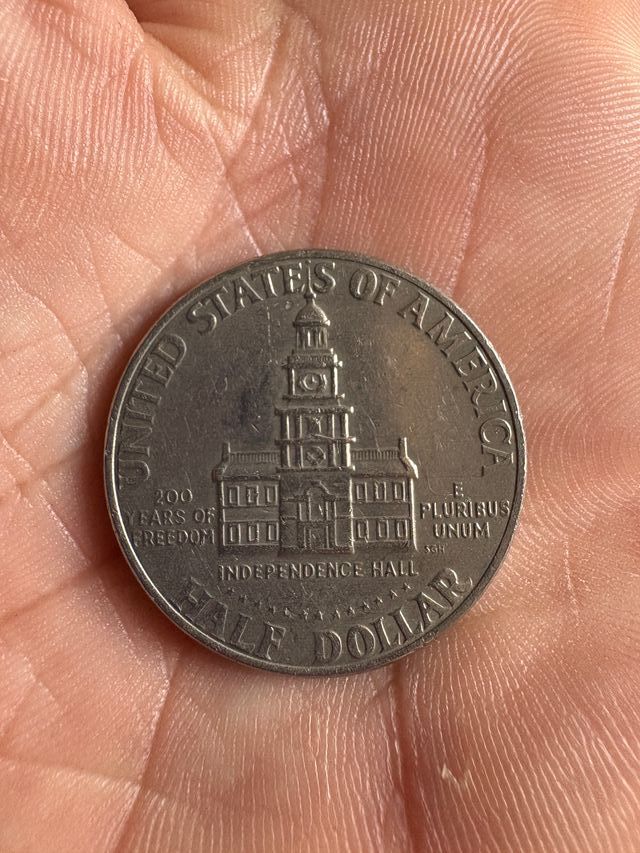 UNITED STATES OF AMERICA
200
YEARS OF
FREEDOM
E
PLURIBUS
UNUM
SGH
INDEPENDENCE HALL
HALF DOLLAR